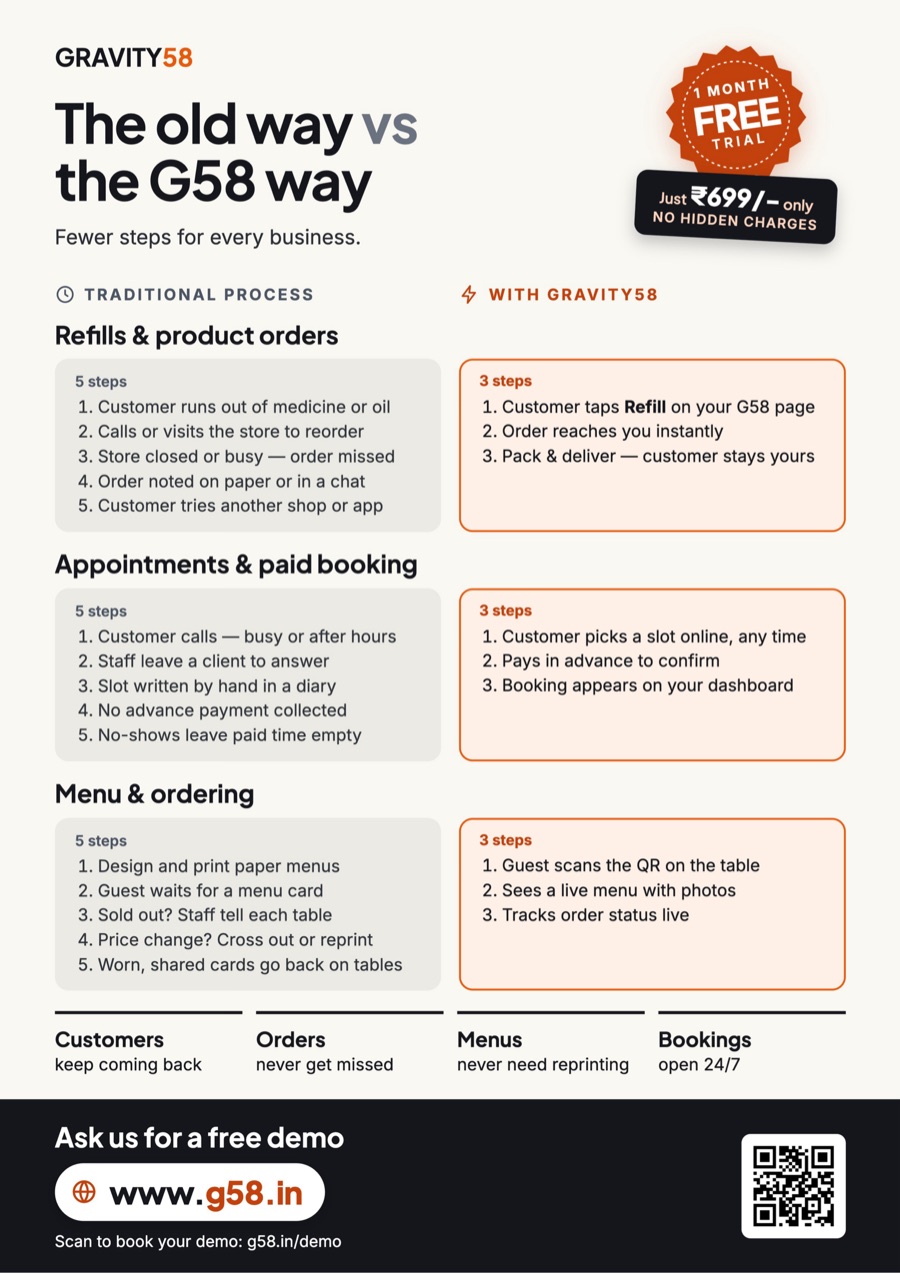 GRAVITY58
The old way vs
the G58 way
Fewer steps for every business.
1 MONTH
FREE
TRIAL
Just ₹699/- only
NO HIDDEN CHARGES
TRADITIONAL PROCESS
WITH GRAVITY58
Refills & product orders
5 steps
1. Customer runs out of medicine or oil
2. Calls or visits the store to reorder
3. Store closed or busy — order missed
4. Order noted on paper or in a chat
5. Customer tries another shop or app
3 steps
1. Customer taps Refill on your G58 page
2. Order reaches you instantly
3. Pack & deliver — customer stays yours
Appointments & paid booking
5 steps
1. Customer calls — busy or after hours
2. Staff leave a client to answer
3. Slot written by hand in a diary
4. No advance payment collected
5. No-shows leave paid time empty
3 steps
1. Customer picks a slot online, any time
2. Pays in advance to confirm
3. Booking appears on your dashboard
Menu & ordering
5 steps
1. Design and print paper menus
2. Guest waits for a menu card
3. Sold out? Staff tell each table
4. Price change? Cross out or reprint
5. Worn, shared cards go back on tables
3 steps
1. Guest scans the QR on the table
2. Sees a live menu with photos
3. Tracks order status live
Customers
keep coming back
Orders
never get missed
Menus
never need reprinting
Bookings
open 24/7
Ask us for a free demo
www.g58.in
Scan to book your demo: g58.in/demo